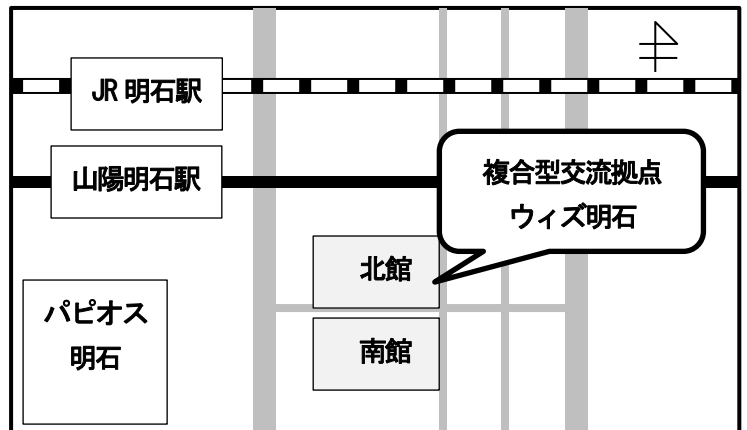 JR 明石駅
山陽明石駅
複合型交流拠点
ウィズ明石
北館
南館
パピオス
明石